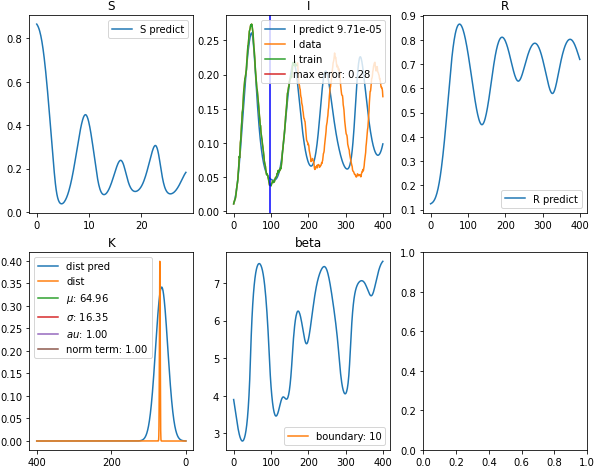 S
I
R
S predict
I predict 9.71e-05
I data
I train
max error: 0.28
R predict
0.8
0.6
0.4
0.2
0.0
0.25
0.20
0.15
0.10
0.05
0.00
0.9
0.8
0.7
0.6
0.5
0.4
0.3
0.2
0.1
0 10 20
0 100 200 300 400
0 100 200 300 400
K
beta
dist pred
dist
μ: 64.96
σ: 16.35
au: 1.00
norm term: 1.00
boundary: 10
0.40
0.35
0.30
0.25
0.20
0.15
0.10
0.05
0.00
7
6
5
4
3
1.0
0.8
0.6
0.4
0.2
0.0
400 200 0
0 100 200 300 400
0.0 0.2 0.4 0.6 0.8 1.0